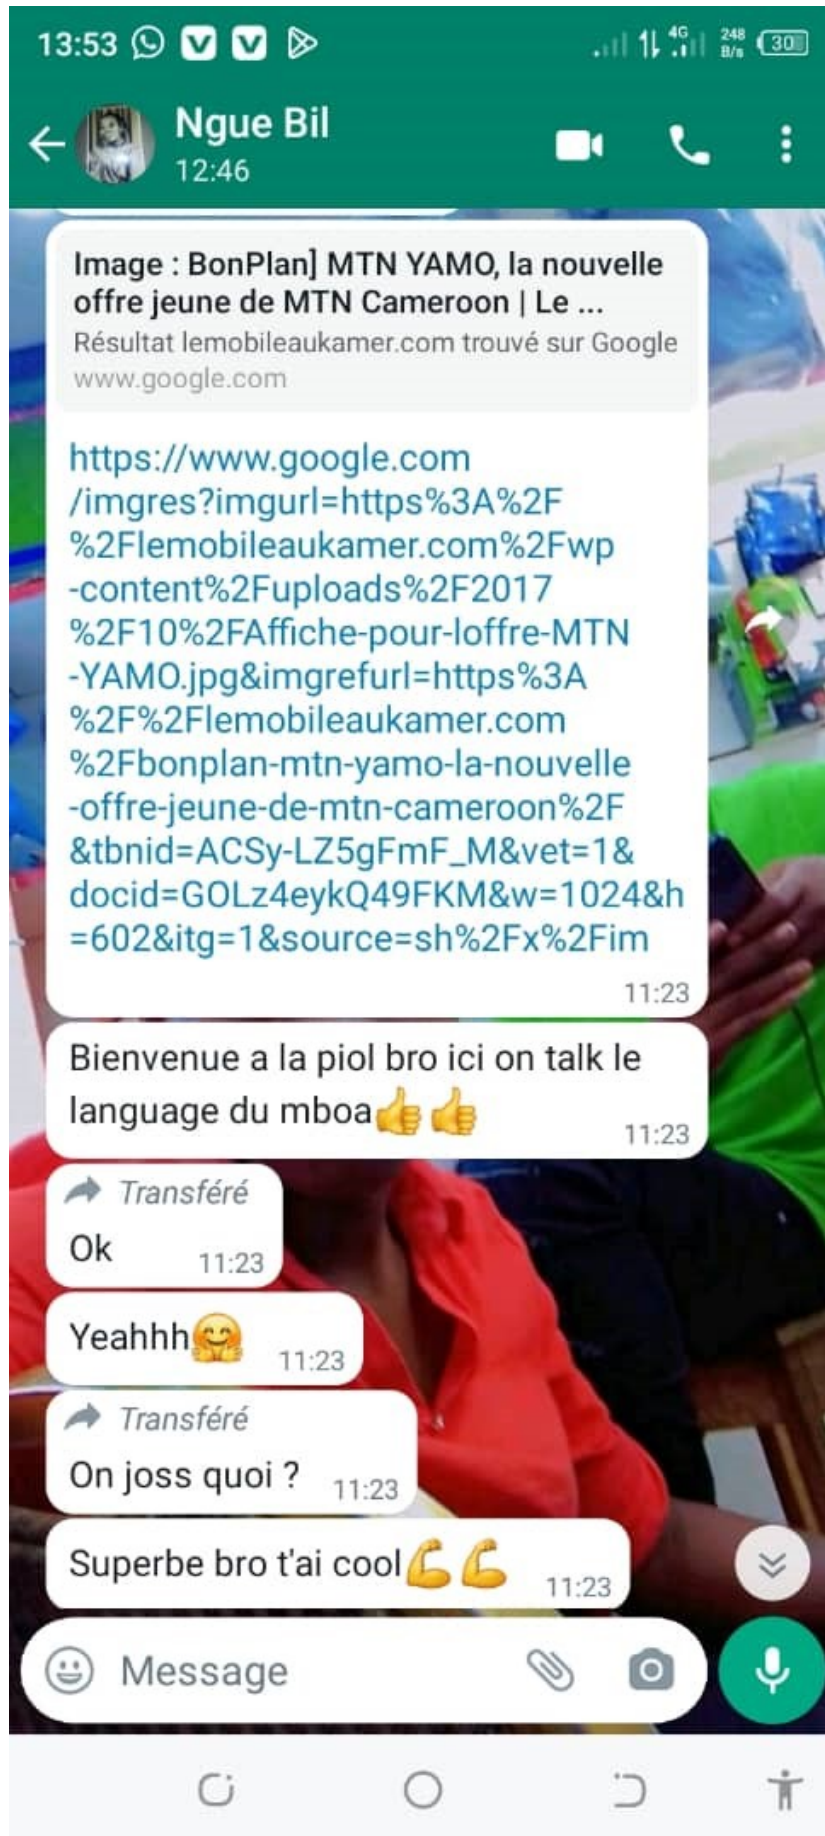 13:53
4G
248
B/s
30
Ngue Bil
12:46
Image : BonPlan] MTN YAMO, la nouvelle
offre jeune de MTN Cameroon | Le ...
Résultat lemobileaukamer.com trouvé sur Google
www.google.com
https://www.google.com
/imgres?imgurl=https%3A%2F
%2Flemobileaukamer.com%2Fwp
-content%2Fuploads%2F2017
%2F10%2FAffiche-pour-loffre-MTN
-YAMO.jpg&imgrefurl=https%3A
%2F%2Flemobileaukamer.com
%2Fbonplan-mtn-yamo-la-nouvelle
-offre-jeune-de-mtn-cameroon%2F
&tbnid=ACSy-LZ5gFmF_M&vet=1&
docid=GOLz4eykQ49FKM&w=1024&h
=602&itg=1&source=sh%2Fx%2Fim
11:23
Bienvenue a la piol bro ici on talk le
language du mboa👍👍
11:23
Transféré
Ok 11:23
Yeahhh🤗 11:23
Transféré
On joss quoi ? 11:23
Superbe bro t'ai cool💪💪 11:23
Message